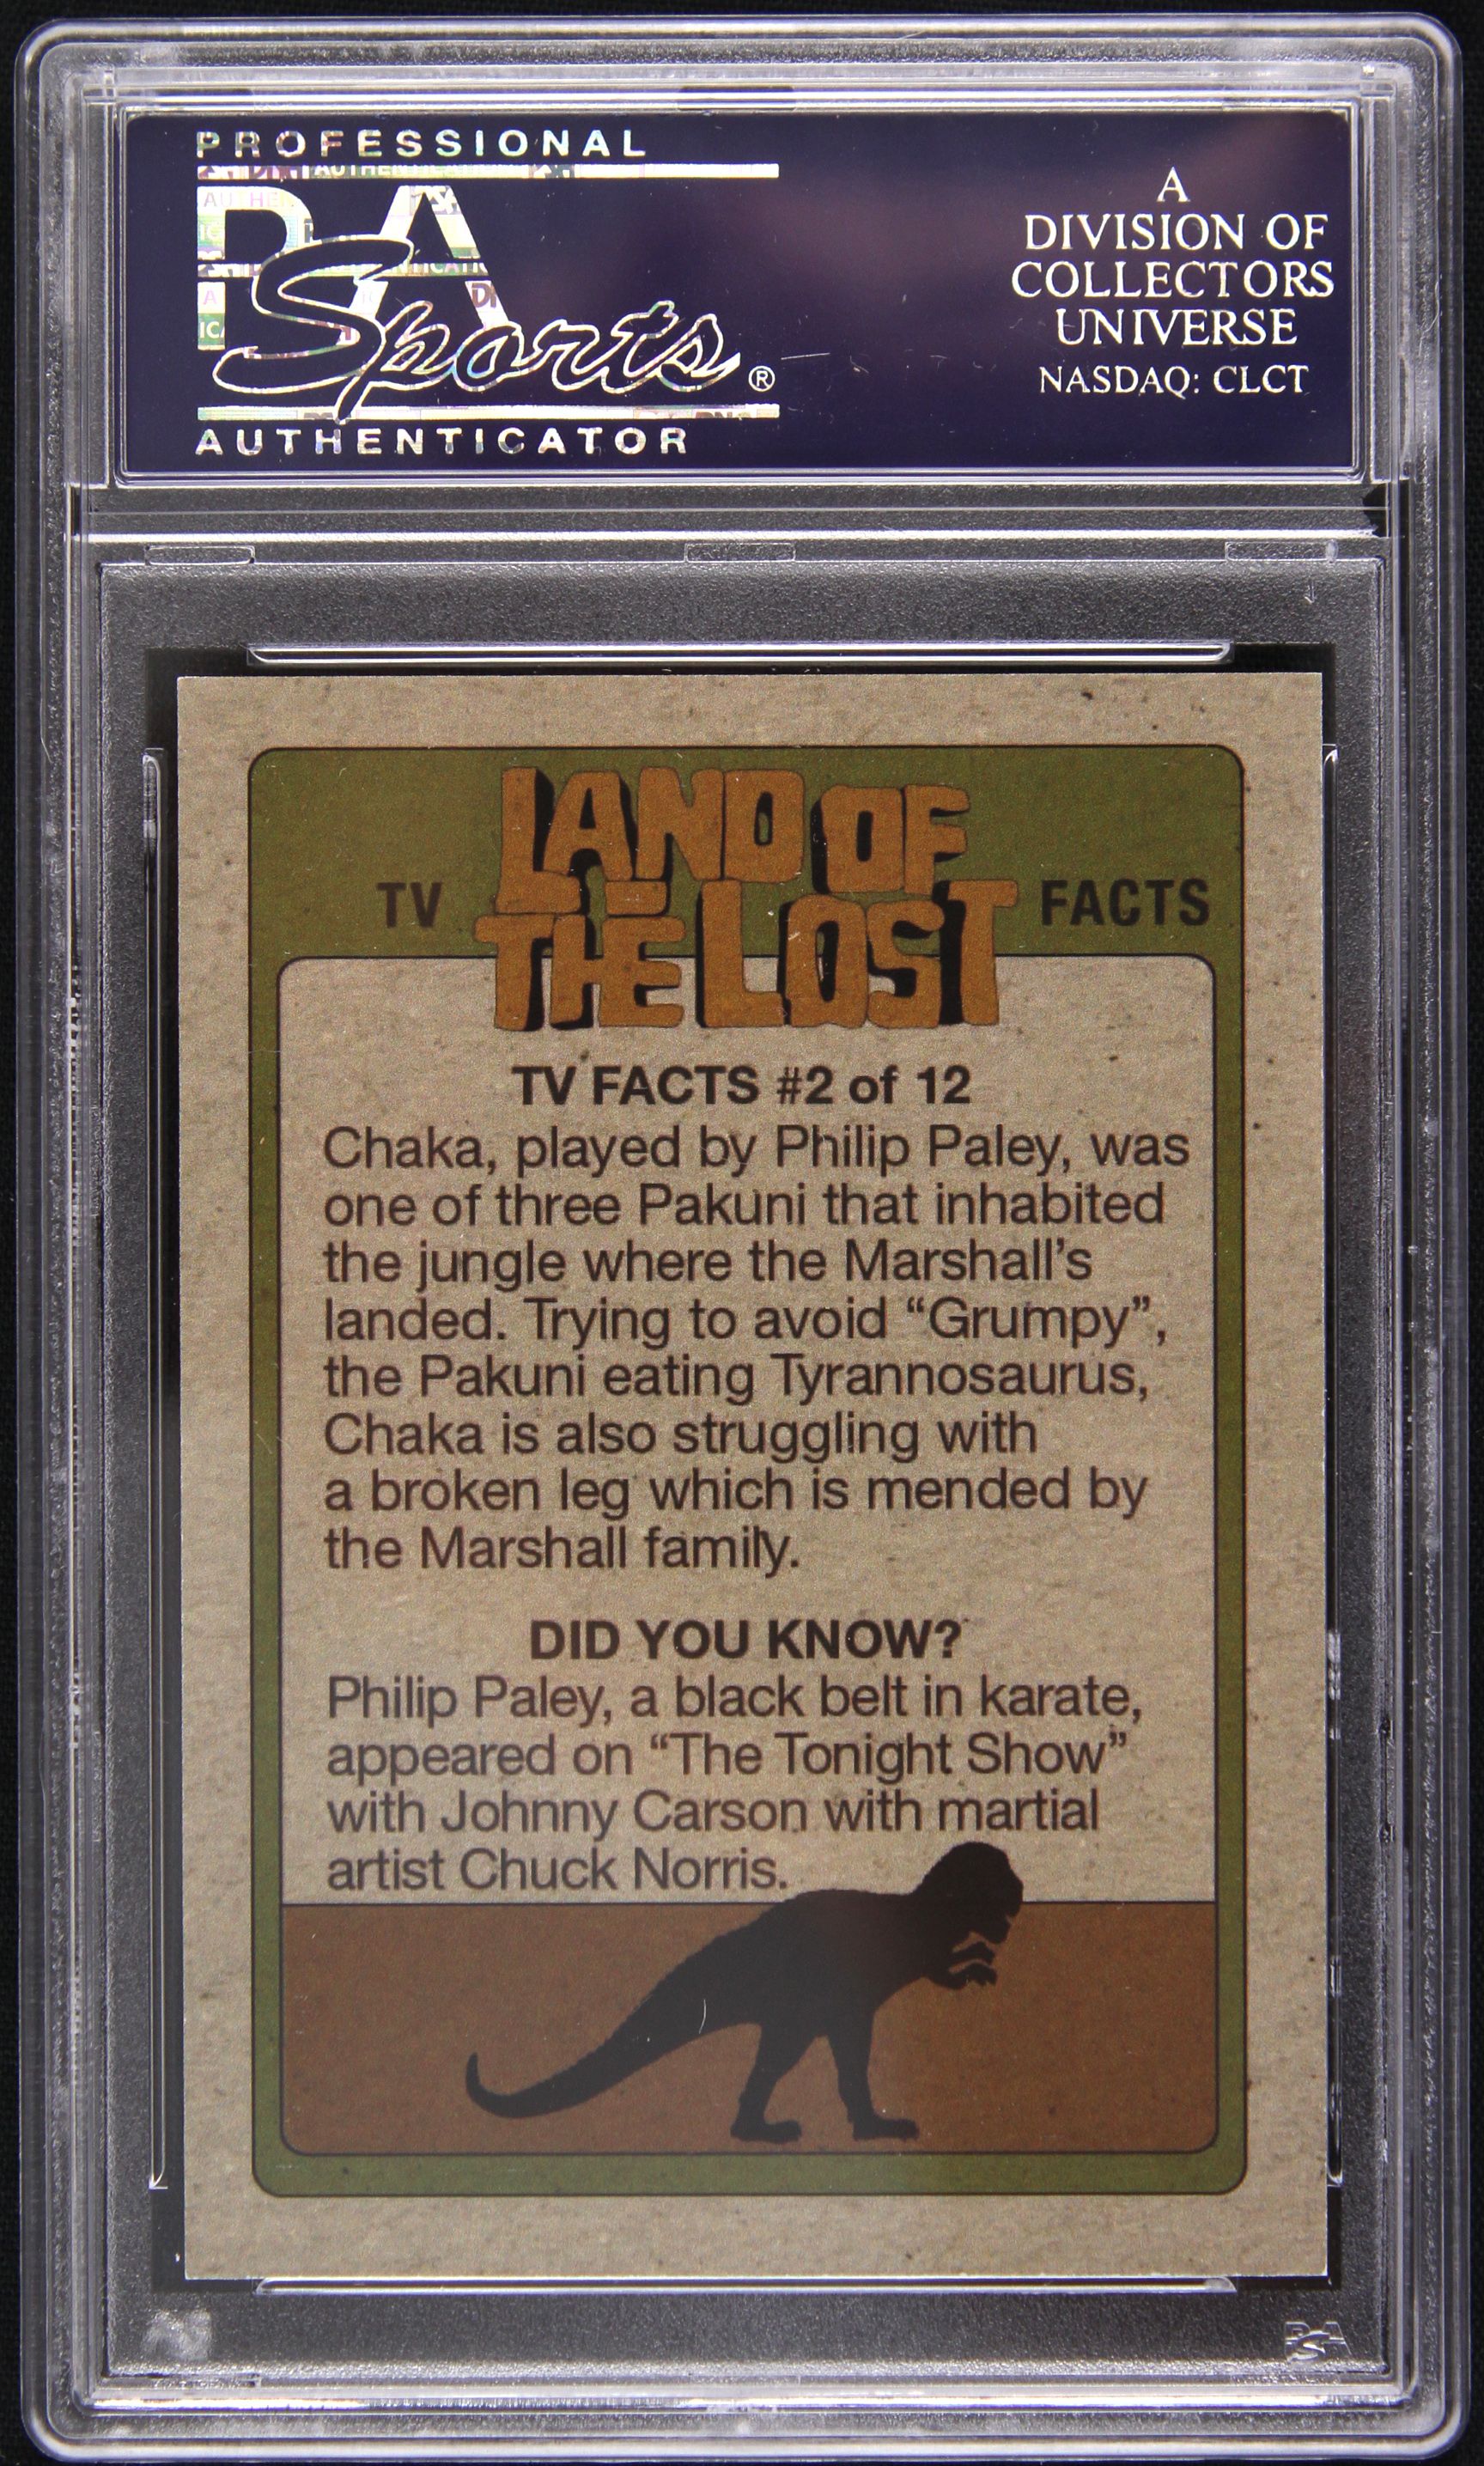 PROFESSIONAL
PSA
Sports®
AUTHENTICATOR
A
DIVISION OF
COLLECTORS
UNIVERSE
NASDAQ: CLCT
LAND OF
THE LOST
TV
FACTS
TV FACTS #2 of 12
Chaka, played by Philip Paley, was
one of three Pakuni that inhabited
the jungle where the Marshall’s
landed. Trying to avoid “Grumpy”,
the Pakuni eating Tyrannosaurus,
Chaka is also struggling with
a broken leg which is mended by
the Marshall family.
DID YOU KNOW?
Philip Paley, a black belt in karate,
appeared on “The Tonight Show”
with Johnny Carson with martial
artist Chuck Norris.
PSA